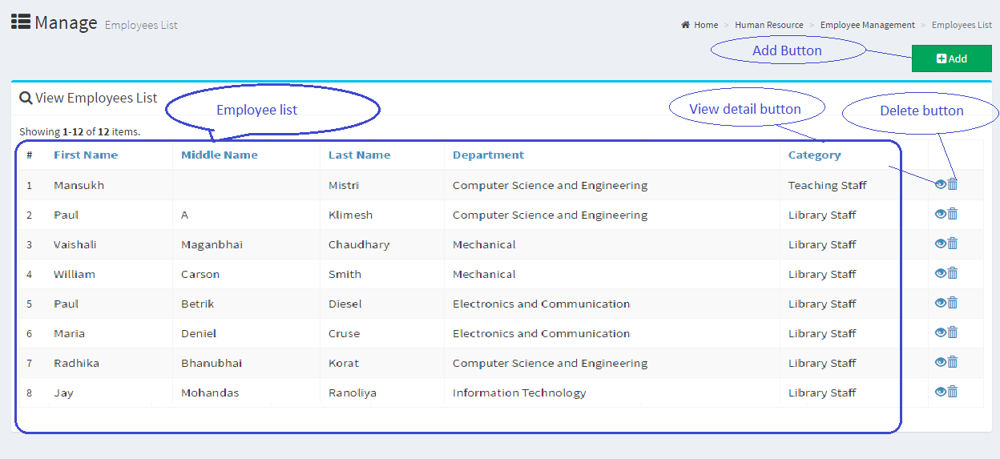 Manage Employees List
Home > Human Resource > Employee Management > Employees List
Add Button
Add
View Employees List
Employee list
View detail button
Delete button
Showing 1-12 of 12 items.
# First Name Middle Name Last Name Department Category
1 Mansukh Mistri Computer Science and Engineering Teaching Staff
2 Paul A Klimesh Computer Science and Engineering Library Staff
3 Vaishali Maganbhai Chaudhary Mechanical Library Staff
4 William Carson Smith Mechanical Library Staff
5 Paul Betrik Diesel Electronics and Communication Library Staff
6 Maria Deniel Cruse Electronics and Communication Library Staff
7 Radhika Bhanubhai Korat Computer Science and Engineering Library Staff
8 Jay Mohandas Ranoliya Information Technology Library Staff